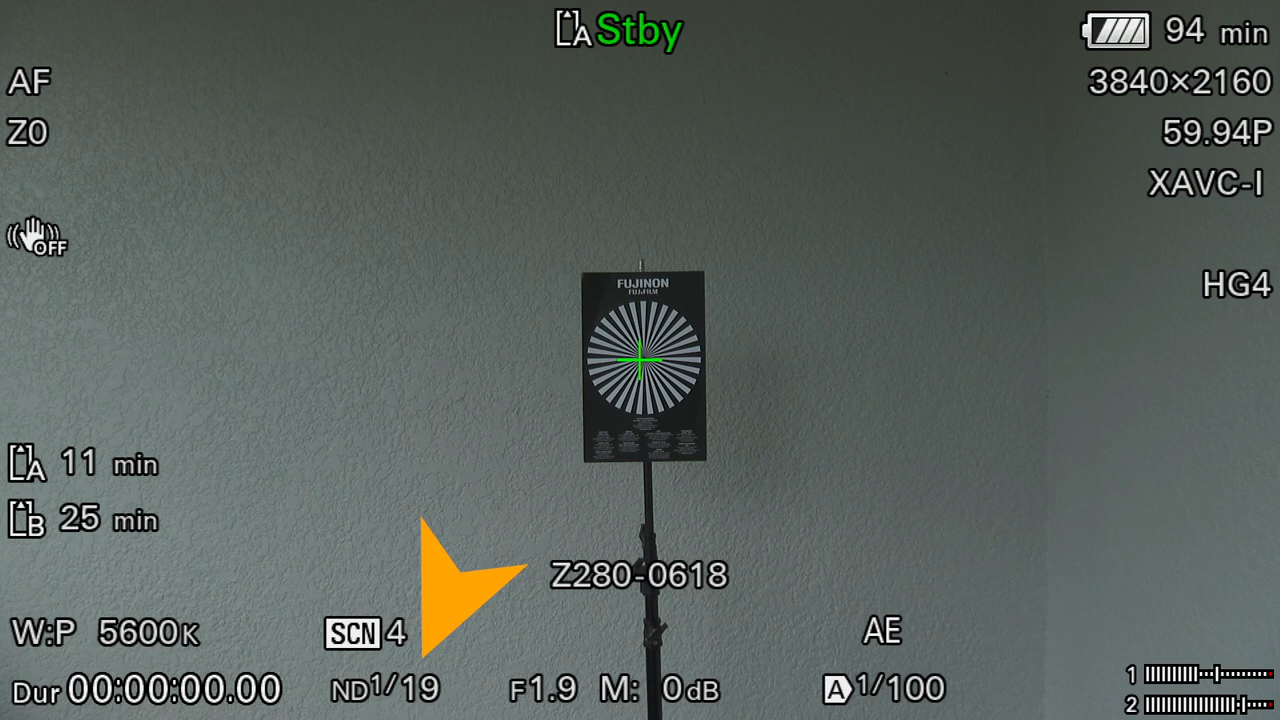 A Stby
94 min
AF
3840×2160
Z0
59.94P
XAVC-I
OFF
HG4
FUJINON
FUJIFILM
A 11 min
B 25 min
Z280-0618
W:P 5600K
SCN 4
AE
Dur 00:00:00.00
ND1/19
F1.9
M: 0dB
A 1/100
1
2